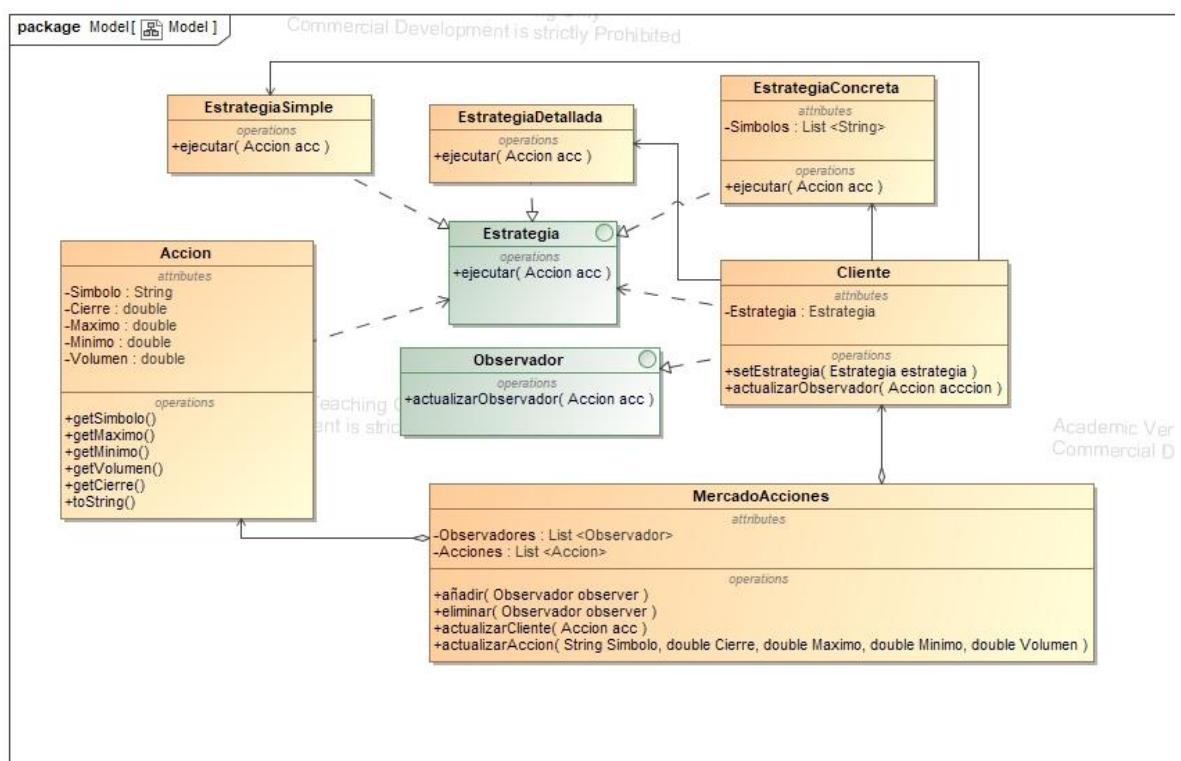 package Model[ Model ]
Commercial Development is strictly Prohibited
EstrategiaSimple
operations
+ejecutar( Accion acc )
EstrategiaDetallada
operations
+ejecutar( Accion acc )
EstrategiaConcreta
attributes
-Simbolos : List <String>
operations
+ejecutar( Accion acc )
Estrategia
operations
+ejecutar( Accion acc )
Accion
attributes
-Simbolo : String
-Cierre : double
-Maximo : double
-Minimo : double
-Volumen : double
operations
+getSimbolo()
+getMaximo()
+getMinimo()
+getVolumen()
+getCierre()
+toString()
Cliente
attributes
-Estrategia : Estrategia
operations
+setEstrategia( Estrategia estrategia )
+actualizarObservador( Accion acccion )
Observador
operations
+actualizarObservador( Accion acc )
Academic Ver
Commercial D
MercadoAcciones
attributes
-Observadores : List <Observador>
-Acciones : List <Accion>
operations
+añadir( Observador observer )
+eliminar( Observador observer )
+actualizarCliente( Accion acc )
+actualizarAccion( String Simbolo, double Cierre, double Maximo, double Minimo, double Volumen )